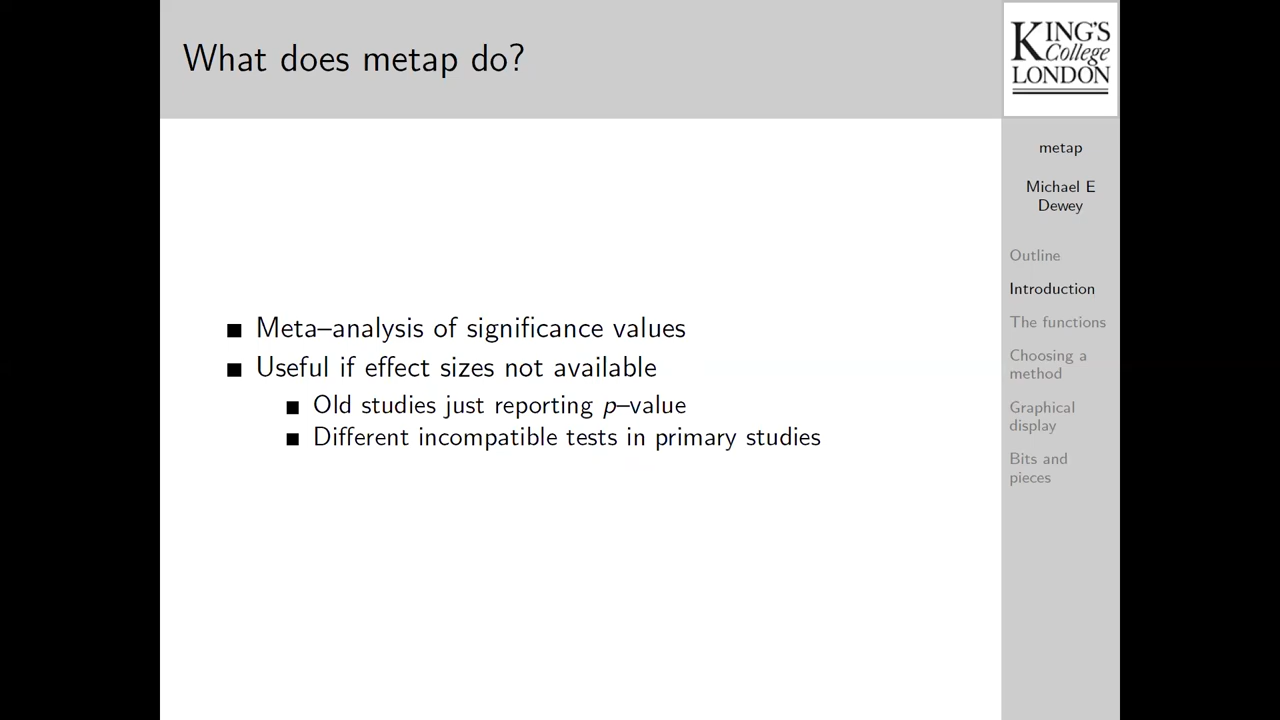 What does metap do?
KING'S
College
LONDON
metap
Michael E
Dewey
Outline
Introduction
The functions
Choosing a
method
Graphical
display
Bits and
pieces
Meta–analysis of significance values
Useful if effect sizes not available
Old studies just reporting p–value
Different incompatible tests in primary studies